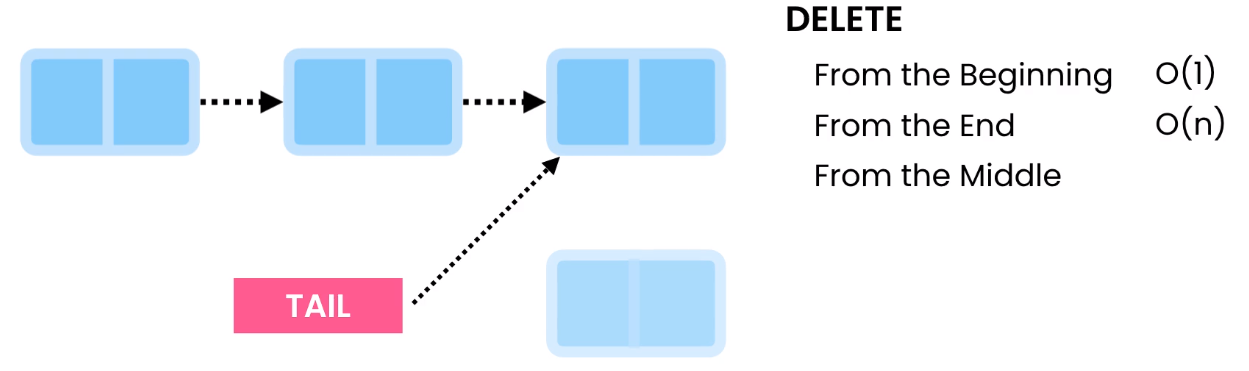 DELETE
From the Beginning O(1)
From the End O(n)
From the Middle
TAIL